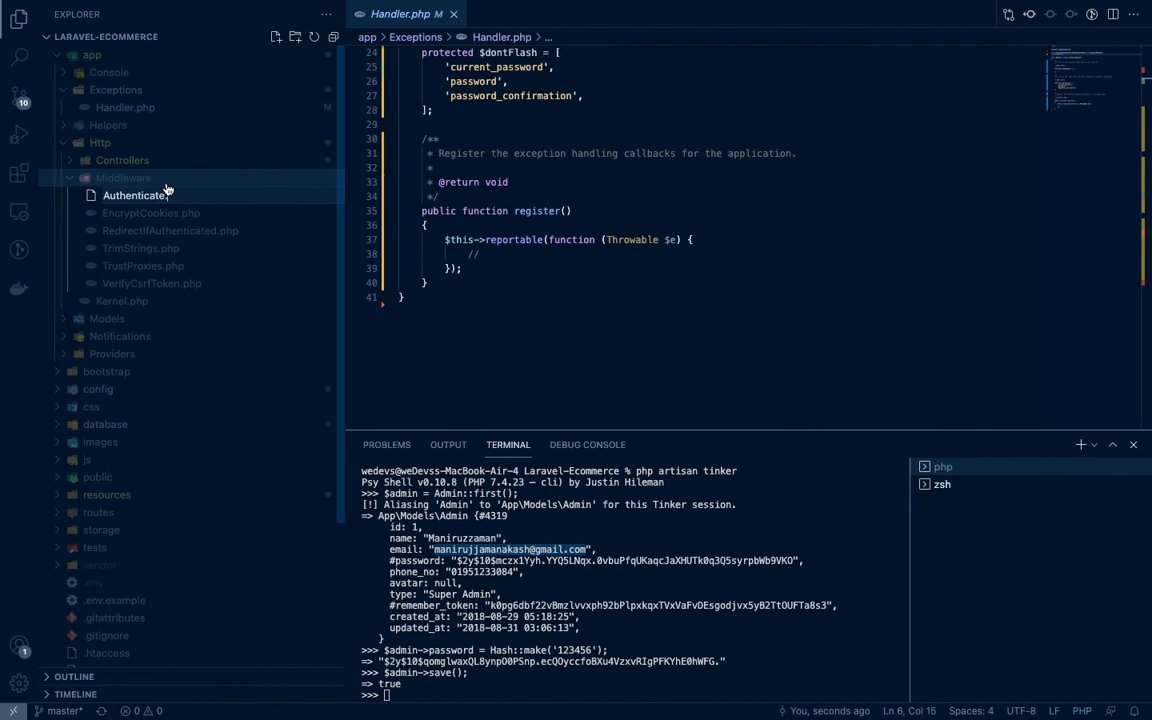 EXPLORER
LARAVEL-ECOMMERCE
app
Console
Exceptions
Handler.php M
Helpers
Http
Controllers
Middleware
Authenticate.
EncryptCookies.php
RedirectIfAuthenticated.php
TrimStrings.php
TrustProxies.php
VerifyCsrfToken.php
Kernel.php
Models
Notifications
Providers
bootstrap
config
css
database
images
js
public
resources
routes
storage
tests
vendor
.env
.env.example
.gitattributes
.gitignore
.htaccess
OUTLINE
TIMELINE
10
1
Handler.php M
app > Exceptions > Handler.php > ...
24 protected $dontFlash = [
25 'current_password',
26 'password',
27 'password_confirmation',
28 ];
29
30 /**
31 * Register the exception handling callbacks for the application.
32 *
33 * @return void
34 */
35 public function register()
36 {
37 $this->reportable(function (Throwable $e) {
38 //
39 });
40 }
41 }
PROBLEMS OUTPUT TERMINAL DEBUG CONSOLE
wedevs@weDevss-MacBook-Air-4 Laravel-Ecommerce % php artisan tinker
Psy Shell v0.10.8 (PHP 7.4.23 — cli) by Justin Hileman
>>> $admin = Admin::first();
[!] Aliasing 'Admin' to 'App\Models\Admin' for this Tinker session.
=> App\Models\Admin {#4319
id: 1,
name: "Maniruzzaman",
email: "manirujjamanakash@gmail.com",
#password: "$2y$10$mczx1Yyh.YYQ5LNqx.0vbuPfqUKaqcJaXHUTk0q3Q5syrpbWb9VKO",
phone_no: "01951233084",
avatar: null,
type: "Super Admin",
#remember_token: "k0pg6dbf22vBmzlvvxph92bPlpxkqxTVxVaFvDEsgodjvx5yB2TtOUFTa8s3",
created_at: "2018-08-29 05:18:25",
updated_at: "2018-08-31 03:06:13",
}
>>> $admin->password = Hash::make('123456');
=> "$2y$10$qomglwaxQL8ynpO0PSnp.ecQOyccfoBXu4VzxvRIgPFKYhE0hWFG."
>>> $admin->save();
=> true
>>>
php
zsh
master* 0 0 You, seconds ago Ln 6, Col 15 Spaces: 4 UTF-8 LF PHP